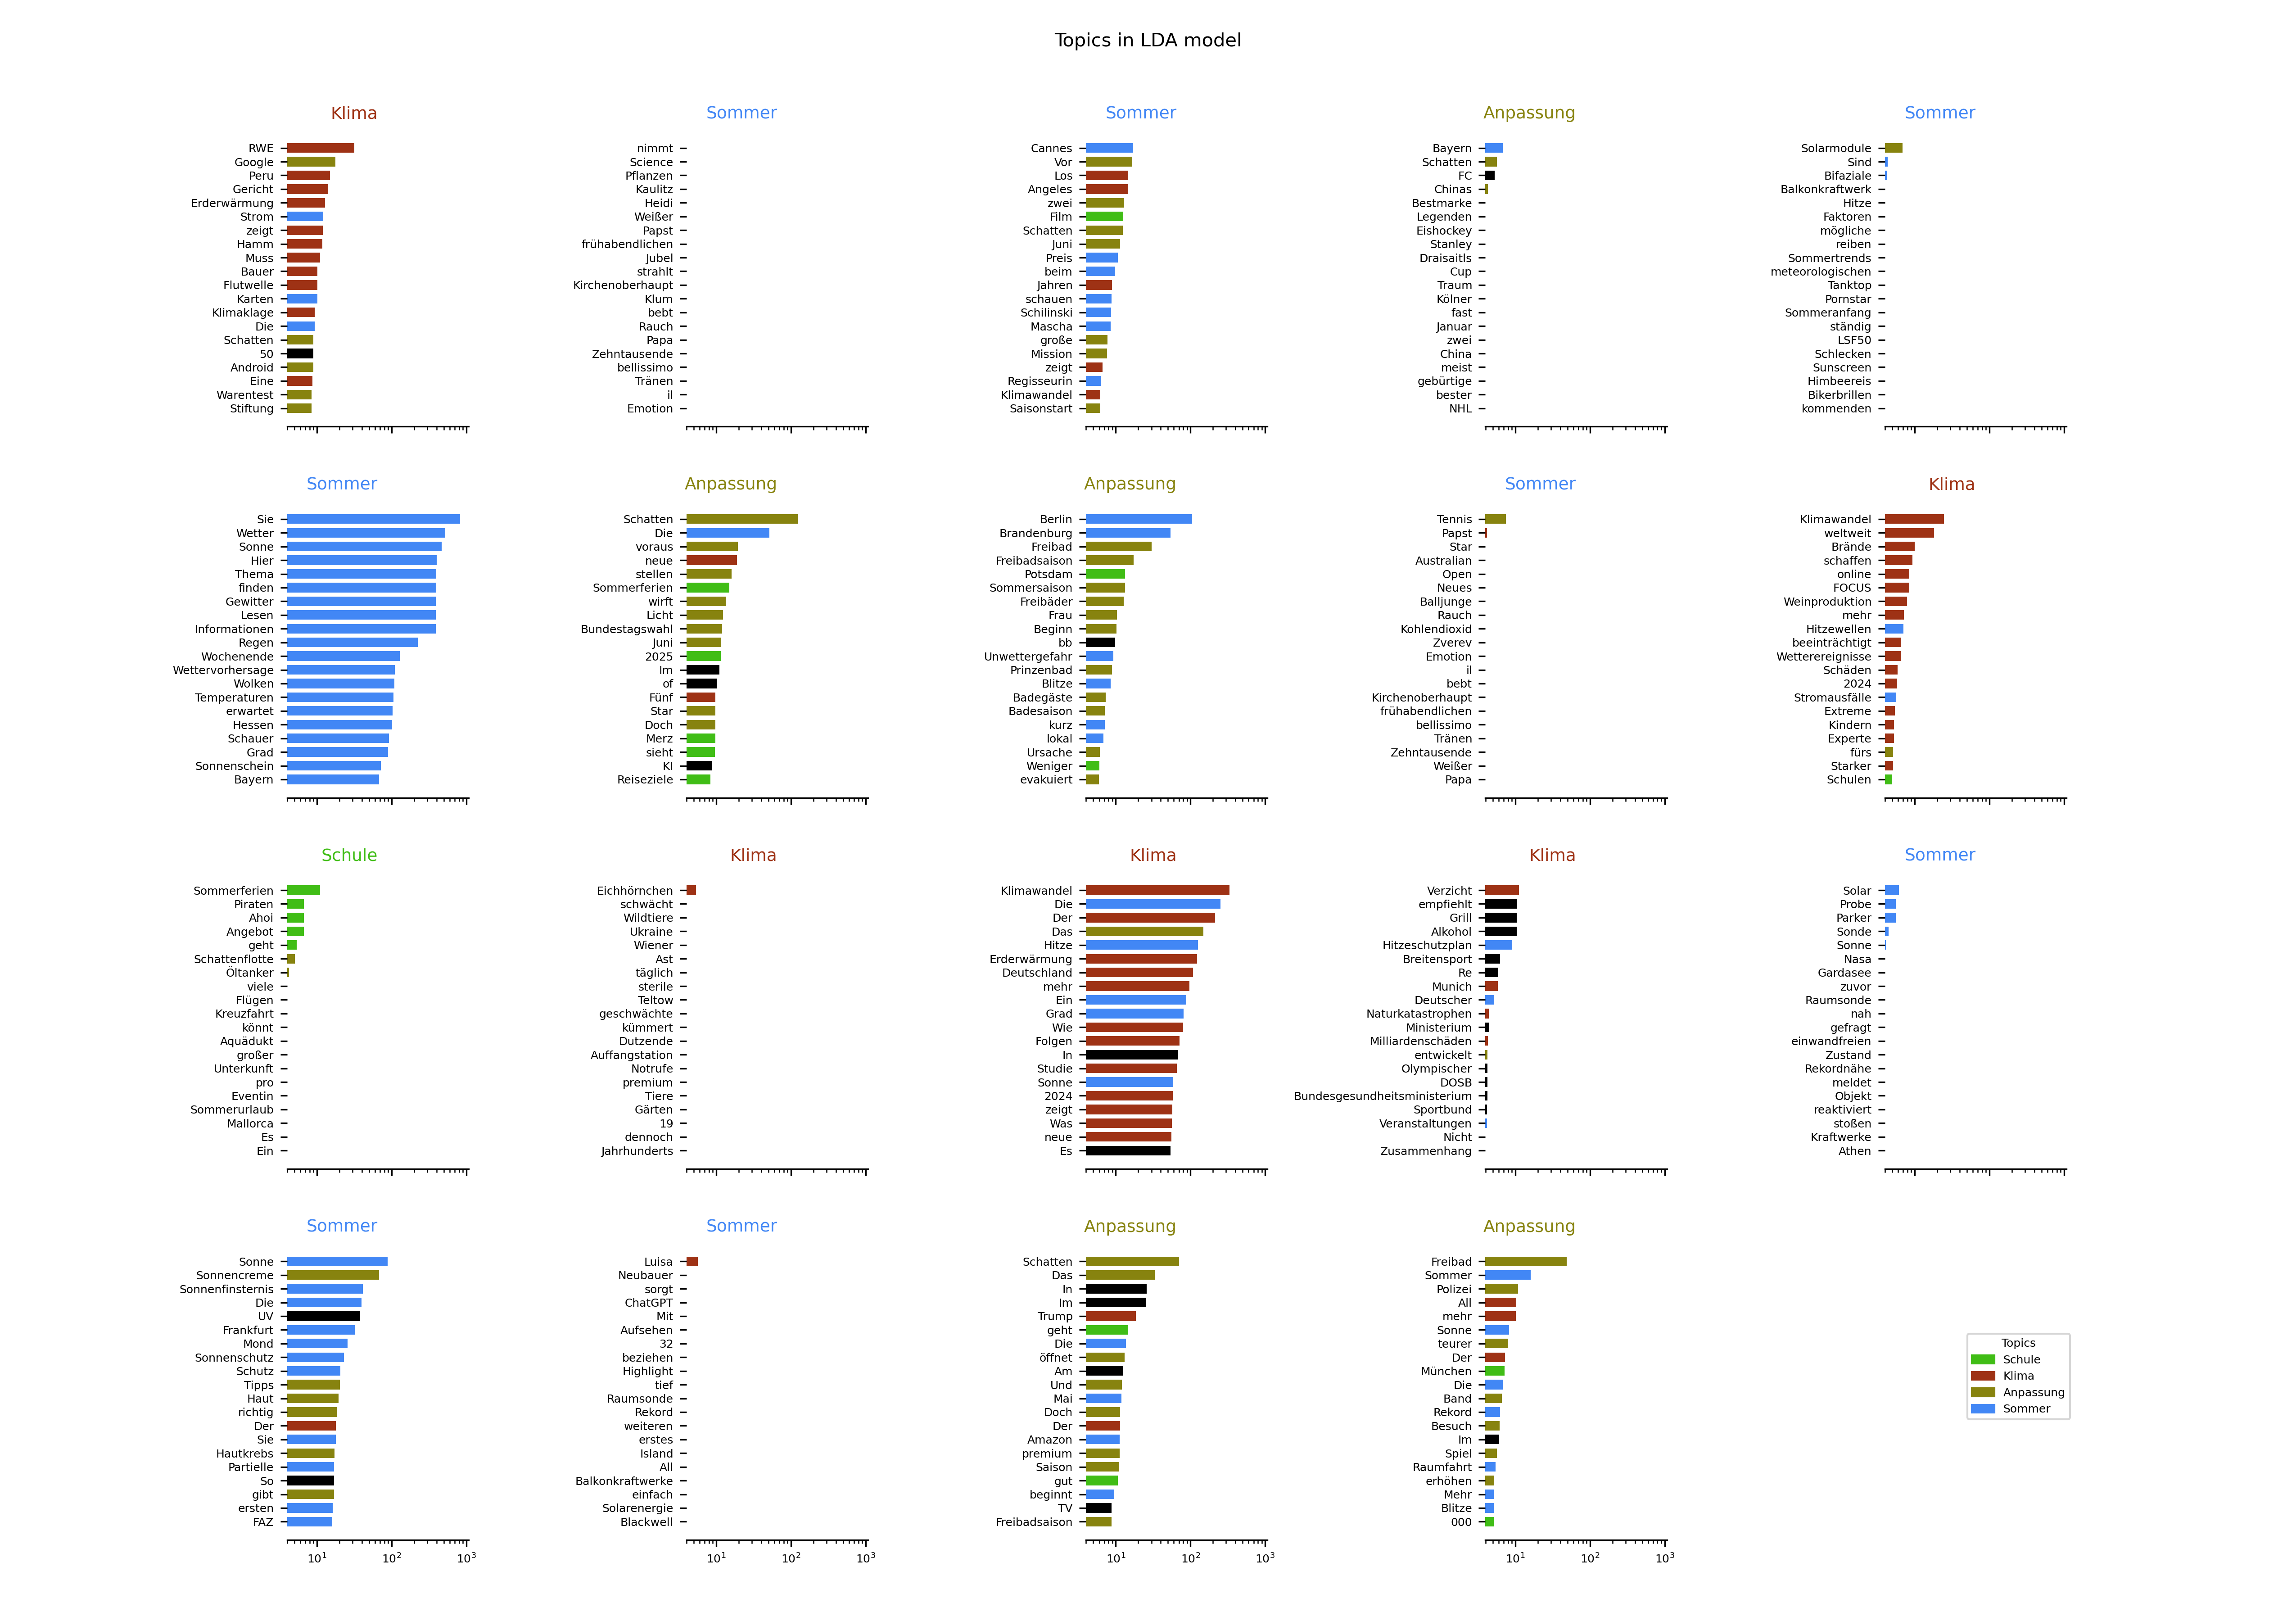 Topics in LDA model
Klima
RWE
Google
Peru
Gericht
Erderwärmung
Strom
zeigt
Hamm
Muss
Bauer
Flutwelle
Karten
Klimaklage
Die
Schatten
50
Android
Eine
Warentest
Stiftung
Sommer
nimmt
Science
Pflanzen
Kaulitz
Heidi
Weißer
Papst
frühabendlichen
Jubel
strahlt
Kirchenoberhaupt
Klum
bebt
Rauch
Papa
Zehntausende
bellissimo
Tränen
il
Emotion
Sommer
Cannes
Vor
Los
Angeles
zwei
Film
Schatten
Juni
Preis
beim
Jahren
schauen
Schilinski
Mascha
große
Mission
zeigt
Regisseurin
Klimawandel
Saisonstart
Anpassung
Bayern
Schatten
FC
Chinas
Bestmarke
Legenden
Eishockey
Stanley
Draisaitls
Cup
Traum
Kölner
fast
Januar
zwei
China
meist
gebürtige
bester
NHL
Sommer
Solarmodule
Sind
Bifaziale
Balkonkraftwerk
Hitze
Faktoren
mögliche
reiben
Sommertrends
meteorologischen
Tanktop
Pornstar
Sommeranfang
ständig
LSF50
Schlecken
Sunscreen
Himbeereis
Bikerbrillen
kommenden
Sommer
Sie
Wetter
Sonne
Hier
Thema
finden
Gewitter
Lesen
Informationen
Regen
Wochenende
Wettervorhersage
Wolken
Temperaturen
erwartet
Hessen
Schauer
Grad
Sonnenschein
Bayern
Anpassung
Schatten
Die
voraus
neue
stellen
Sommerferien
wirft
Licht
Bundestagswahl
Juni
2025
Im
of
Fünf
Star
Doch
Merz
sieht
KI
Reiseziele
Anpassung
Berlin
Brandenburg
Freibad
Freibadsaison
Potsdam
Sommersaison
Freibäder
Frau
Beginn
bb
Unwettergefahr
Prinzenbad
Blitze
Badegäste
Badesaison
kurz
lokal
Ursache
Weniger
evakuiert
Sommer
Tennis
Papst
Star
Australian
Open
Neues
Balljunge
Rauch
Kohlendioxid
Zverev
Emotion
il
bebt
Kirchenoberhaupt
frühabendlichen
bellissimo
Tränen
Zehntausende
Weißer
Papa
Klima
Klimawandel
weltweit
Brände
schaffen
online
FOCUS
Weinproduktion
mehr
Hitzewellen
beeinträchtigt
Wetterereignisse
Schäden
2024
Stromausfälle
Extreme
Kindern
Experte
fürs
Starker
Schulen
Schule
Sommerferien
Piraten
Ahoi
Angebot
geht
Schattenflotte
Öltanker
viele
Flügen
Kreuzfahrt
könnt
Aquädukt
großer
Unterkunft
pro
Eventin
Sommerurlaub
Mallorca
Es
Ein
Klima
Eichhörnchen
schwächt
Wildtiere
Ukraine
Wiener
Ast
täglich
sterile
Teltow
geschwächte
kümmert
Dutzende
Auffangstation
Notrufe
premium
Tiere
Gärten
19
dennoch
Jahrhunderts
Klima
Klimawandel
Die
Der
Das
Hitze
Erderwärmung
Deutschland
mehr
Ein
Grad
Wie
Folgen
In
Studie
Sonne
2024
zeigt
Was
neue
Es
Klima
Verzicht
empfiehlt
Grill
Alkohol
Hitzeschutzplan
Breitensport
Re
Munich
Deutscher
Naturkatastrophen
Ministerium
Milliardenschäden
entwickelt
Olympischer
DOSB
Bundesgesundheitsministerium
Sportbund
Veranstaltungen
Nicht
Zusammenhang
Sommer
Solar
Probe
Parker
Sonde
Sonne
Nasa
Gardasee
zuvor
Raumsonde
nah
gefragt
einwandfreien
Zustand
Rekordnähe
meldet
Objekt
reaktiviert
stoßen
Kraftwerke
Athen
Sommer
Sonne
Sonnencreme
Sonnenfinsternis
Die
UV
Frankfurt
Mond
Sonnenschutz
Schutz
Tipps
Haut
richtig
Der
Sie
Hautkrebs
Partielle
So
gibt
ersten
FAZ
10¹ 10² 10³
Sommer
Luisa
Neubauer
sorgt
ChatGPT
Mit
Aufsehen
32
beziehen
Highlight
tief
Raumsonde
Rekord
weiteren
erstes
Island
All
Balkonkraftwerke
einfach
Solarenergie
Blackwell
10¹ 10² 10³
Anpassung
Schatten
Das
In
Im
Trump
geht
Die
öffnet
Am
Und
Mai
Doch
Der
Amazon
premium
Saison
gut
beginnt
TV
Freibadsaison
10¹ 10² 10³
Anpassung
Freibad
Sommer
Polizei
All
mehr
Sonne
teurer
Der
München
Die
Band
Rekord
Besuch
Im
Spiel
Raumfahrt
erhöhen
Mehr
Blitze
000
10¹ 10² 10³
Topics
Schule
Klima
Anpassung
Sommer